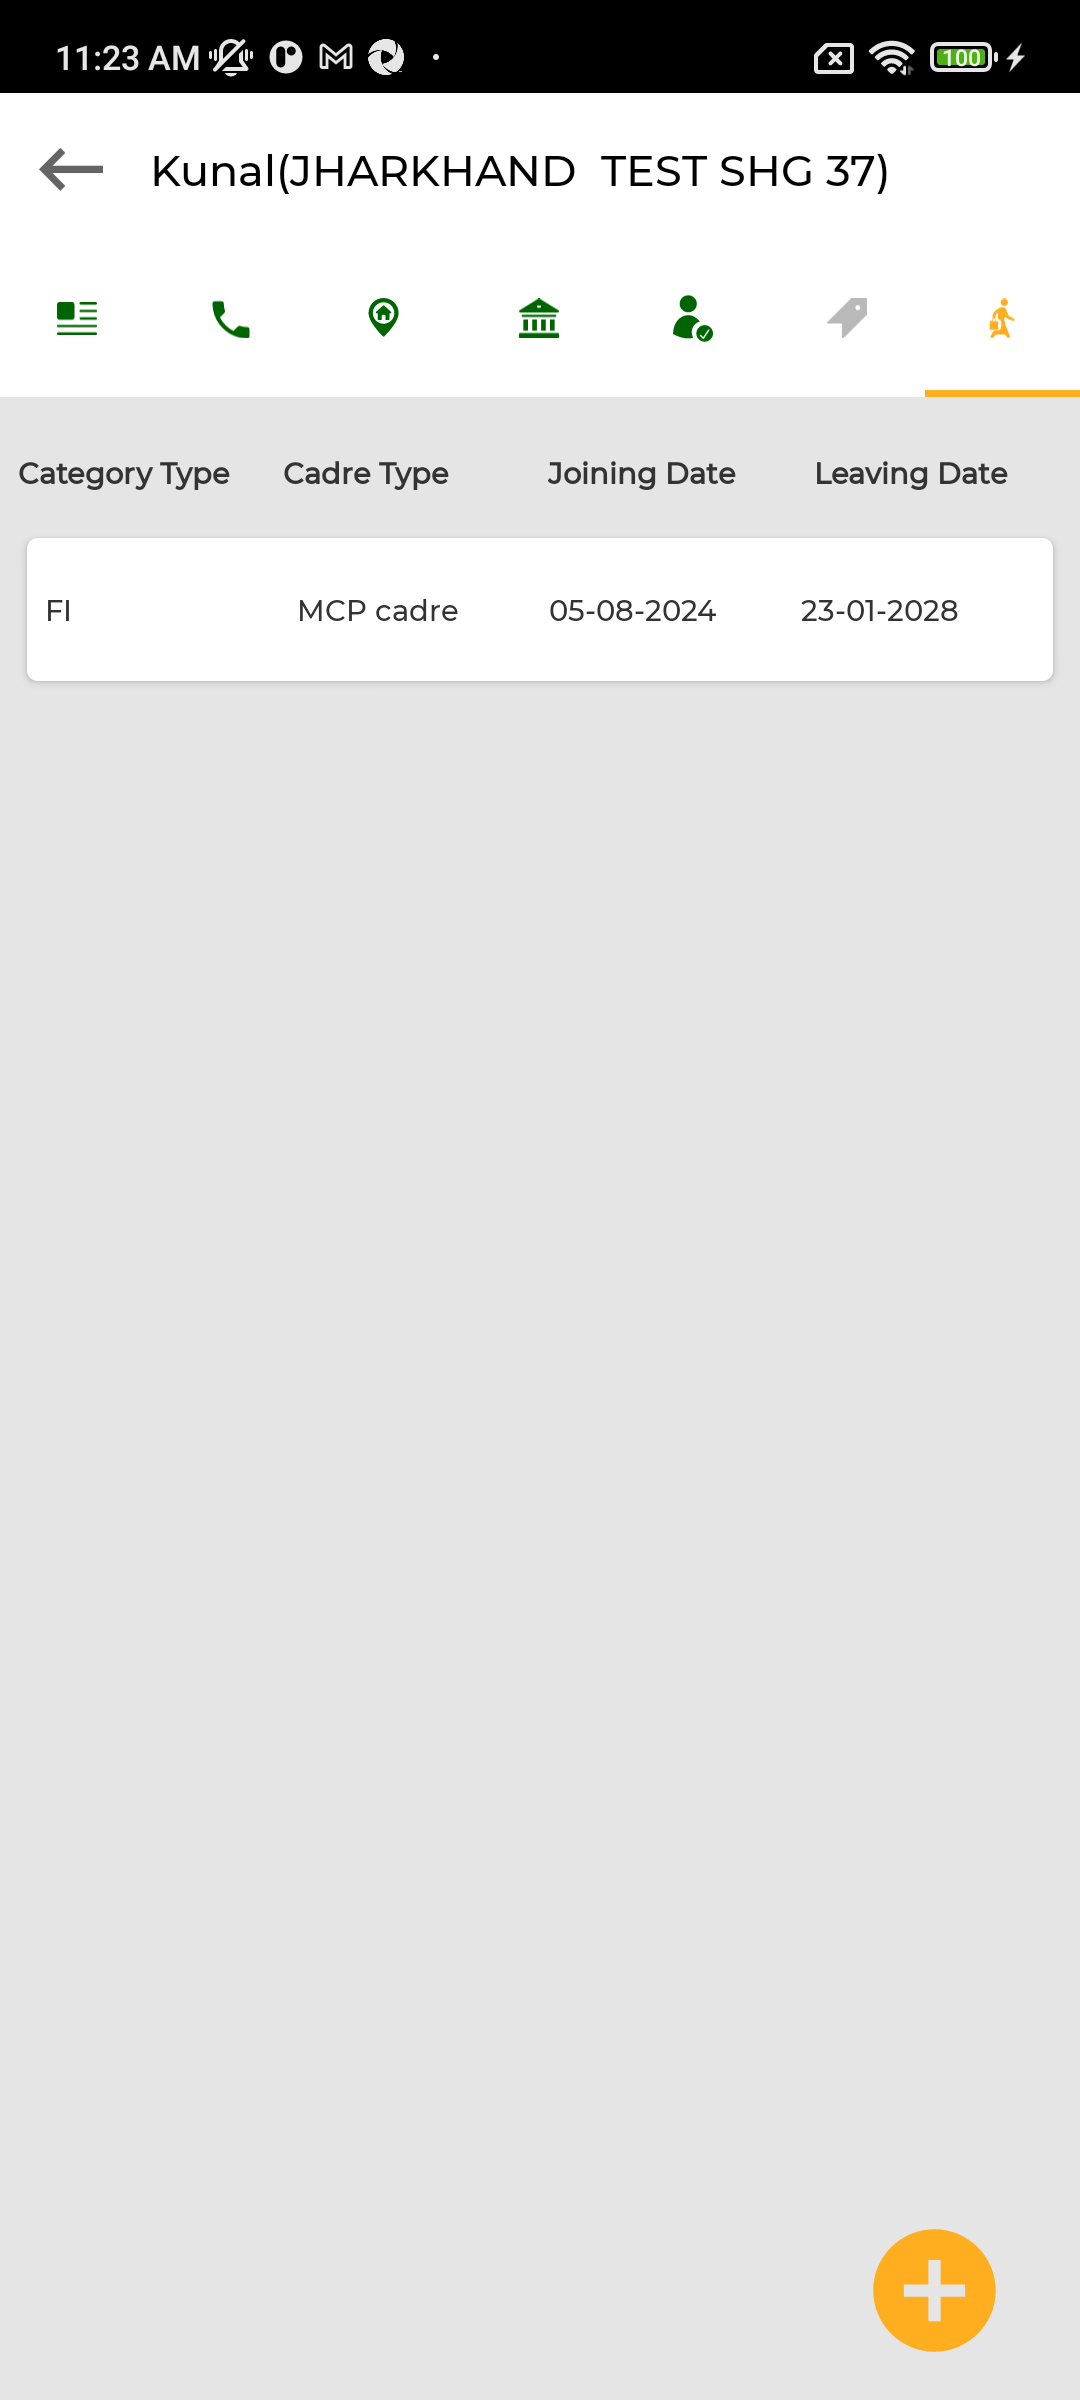 11:23 AM
100
Kunal(JHARKHAND  TEST SHG 37)
Category Type Cadre Type Joining Date Leaving Date
FI MCP cadre 05-08-2024 23-01-2028